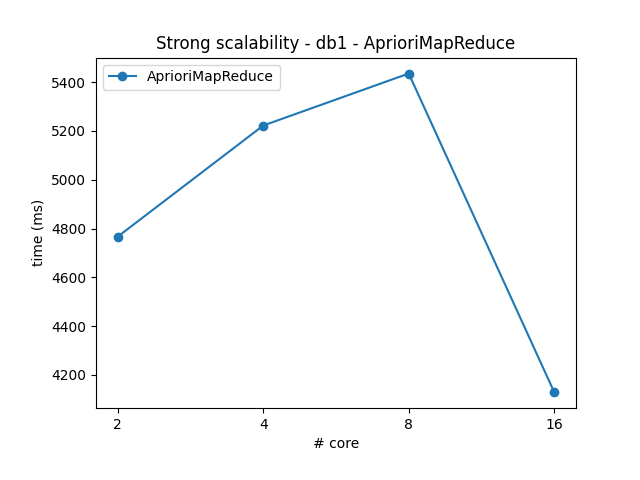 Strong scalability - db1 - AprioriMapReduce
AprioriMapReduce
5400
5200
5000
4800
4600
4400
4200
time (ms)
2 4 8 16
# core